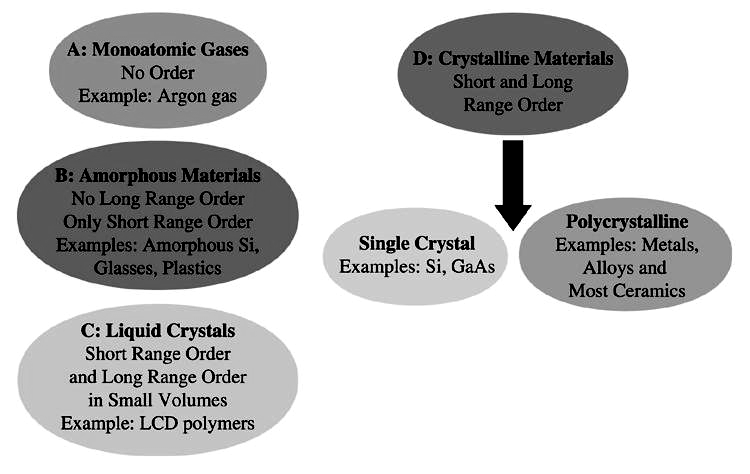 A: Monoatomic Gases
No Order
Example: Argon gas
B: Amorphous Materials
No Long Range Order
Only Short Range Order
Examples: Amorphous Si,
Glasses, Plastics
C: Liquid Crystals
Short Range Order
and Long Range Order
in Small Volumes
Example: LCD polymers
D: Crystalline Materials
Short and Long
Range Order
Single Crystal
Examples: Si, GaAs
Polycrystalline
Examples: Metals,
Alloys and
Most Ceramics